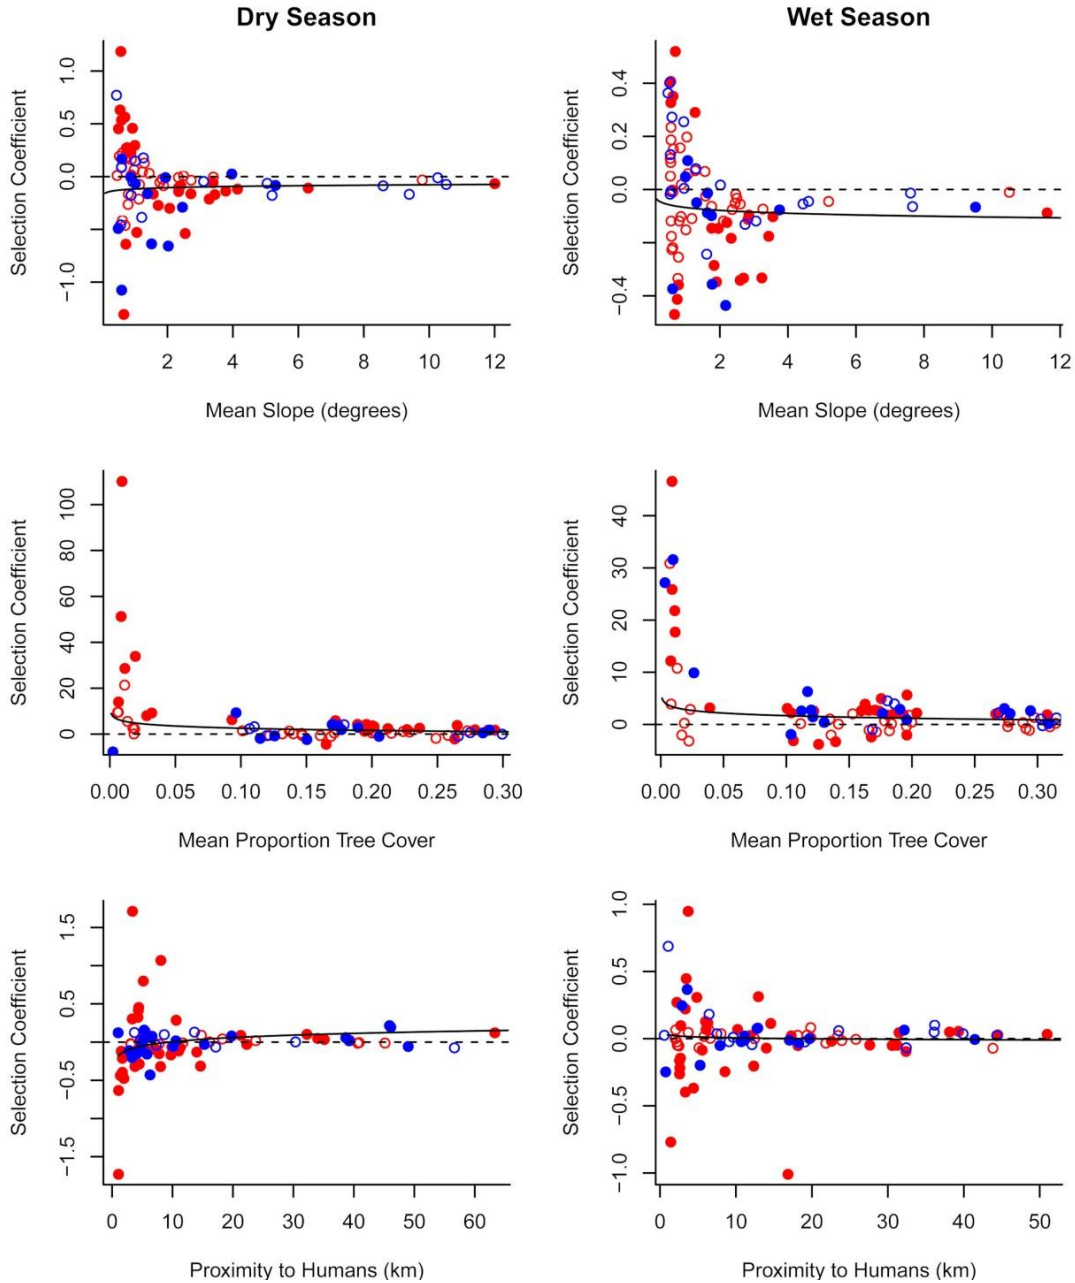 Dry Season
Wet Season
Selection Coefficient
1.0
0.5
0.0
−1.0
2 4 6 8 10 12
Mean Slope (degrees)
Selection Coefficient
0.4
0.2
0.0
−0.4
2 4 6 8 10 12
Mean Slope (degrees)
Selection Coefficient
100
80
60
40
20
0
0.00 0.05 0.10 0.15 0.20 0.25 0.30
Mean Proportion Tree Cover
Selection Coefficient
40
30
20
10
0
0.00 0.05 0.10 0.15 0.20 0.25 0.30
Mean Proportion Tree Cover
Selection Coefficient
1.5
0.5
−0.5
−1.5
0 10 20 30 40 50 60
Proximity to Humans (km)
Selection Coefficient
1.0
0.5
0.0
−0.5
−1.0
0 10 20 30 40 50
Proximity to Humans (km)